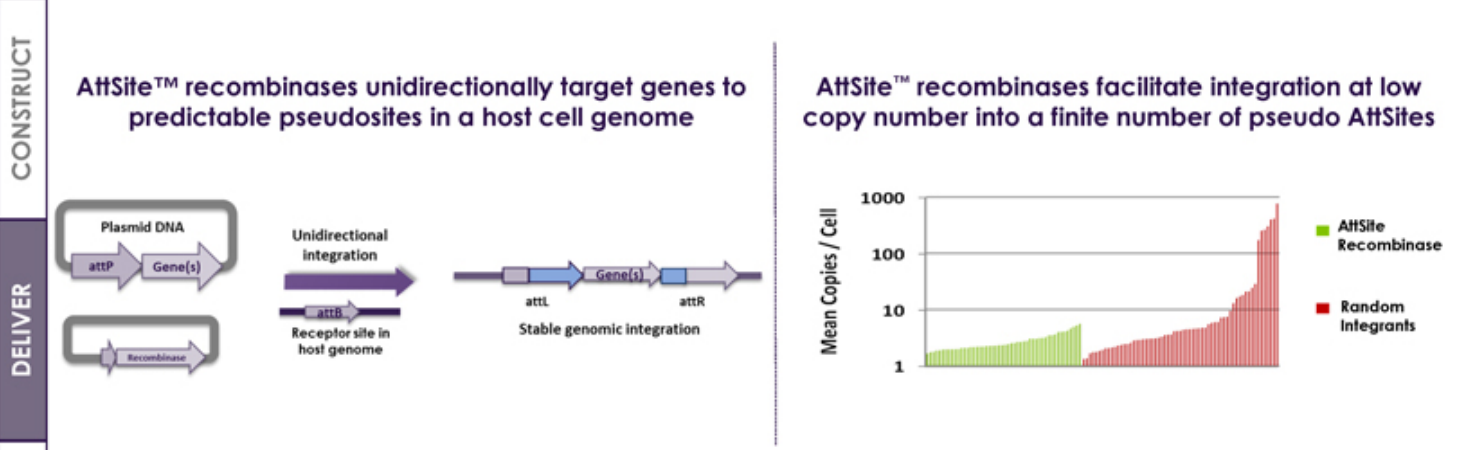 CONSTRUCT
DELIVER
AttSite™ recombinases unidirectionally target genes to
predictable pseudosites in a host cell genome
Plasmid DNA
attP
Gene(s)
Recombinase
Unidirectional
integration
attB
Receptor site in
host genome
Gene(s)
attL
attR
Stable genomic integration
AttSite™ recombinases facilitate integration at low
copy number into a finite number of pseudo AttSites
Mean Copies / Cell
1000
100
10
1
AttSite
Recombinase
Random
Integrants